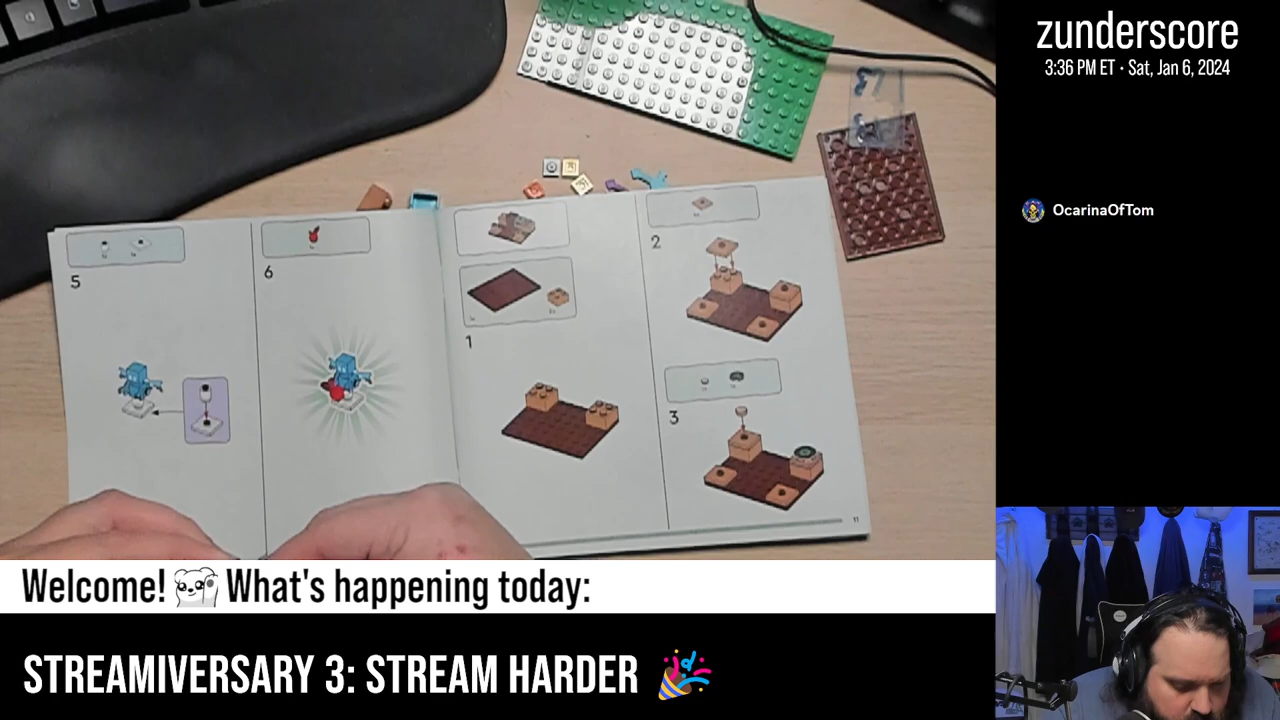 zunderscore
3:36 PM ET • Sat, Jan 6, 2024
OcarinaOfTom
5
6
1
2
3
11
Welcome! What's happening today:
STREAMIVERSARY 3: STREAM HARDER